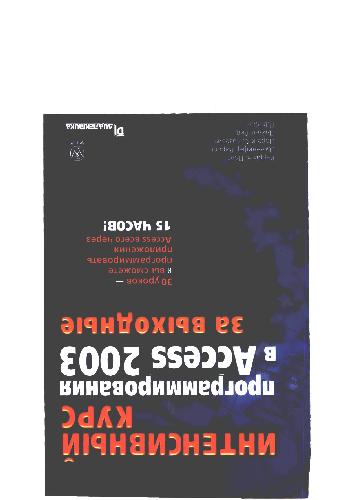 ИНТЕНСИВНЫЙ
КУРС
программирования
в Access 2003
за выходные
30 уроков —
и вы сможете
программировать
приложения
Access всего через
15 ЧАСОВ!
ДИАЛЕКТИКА